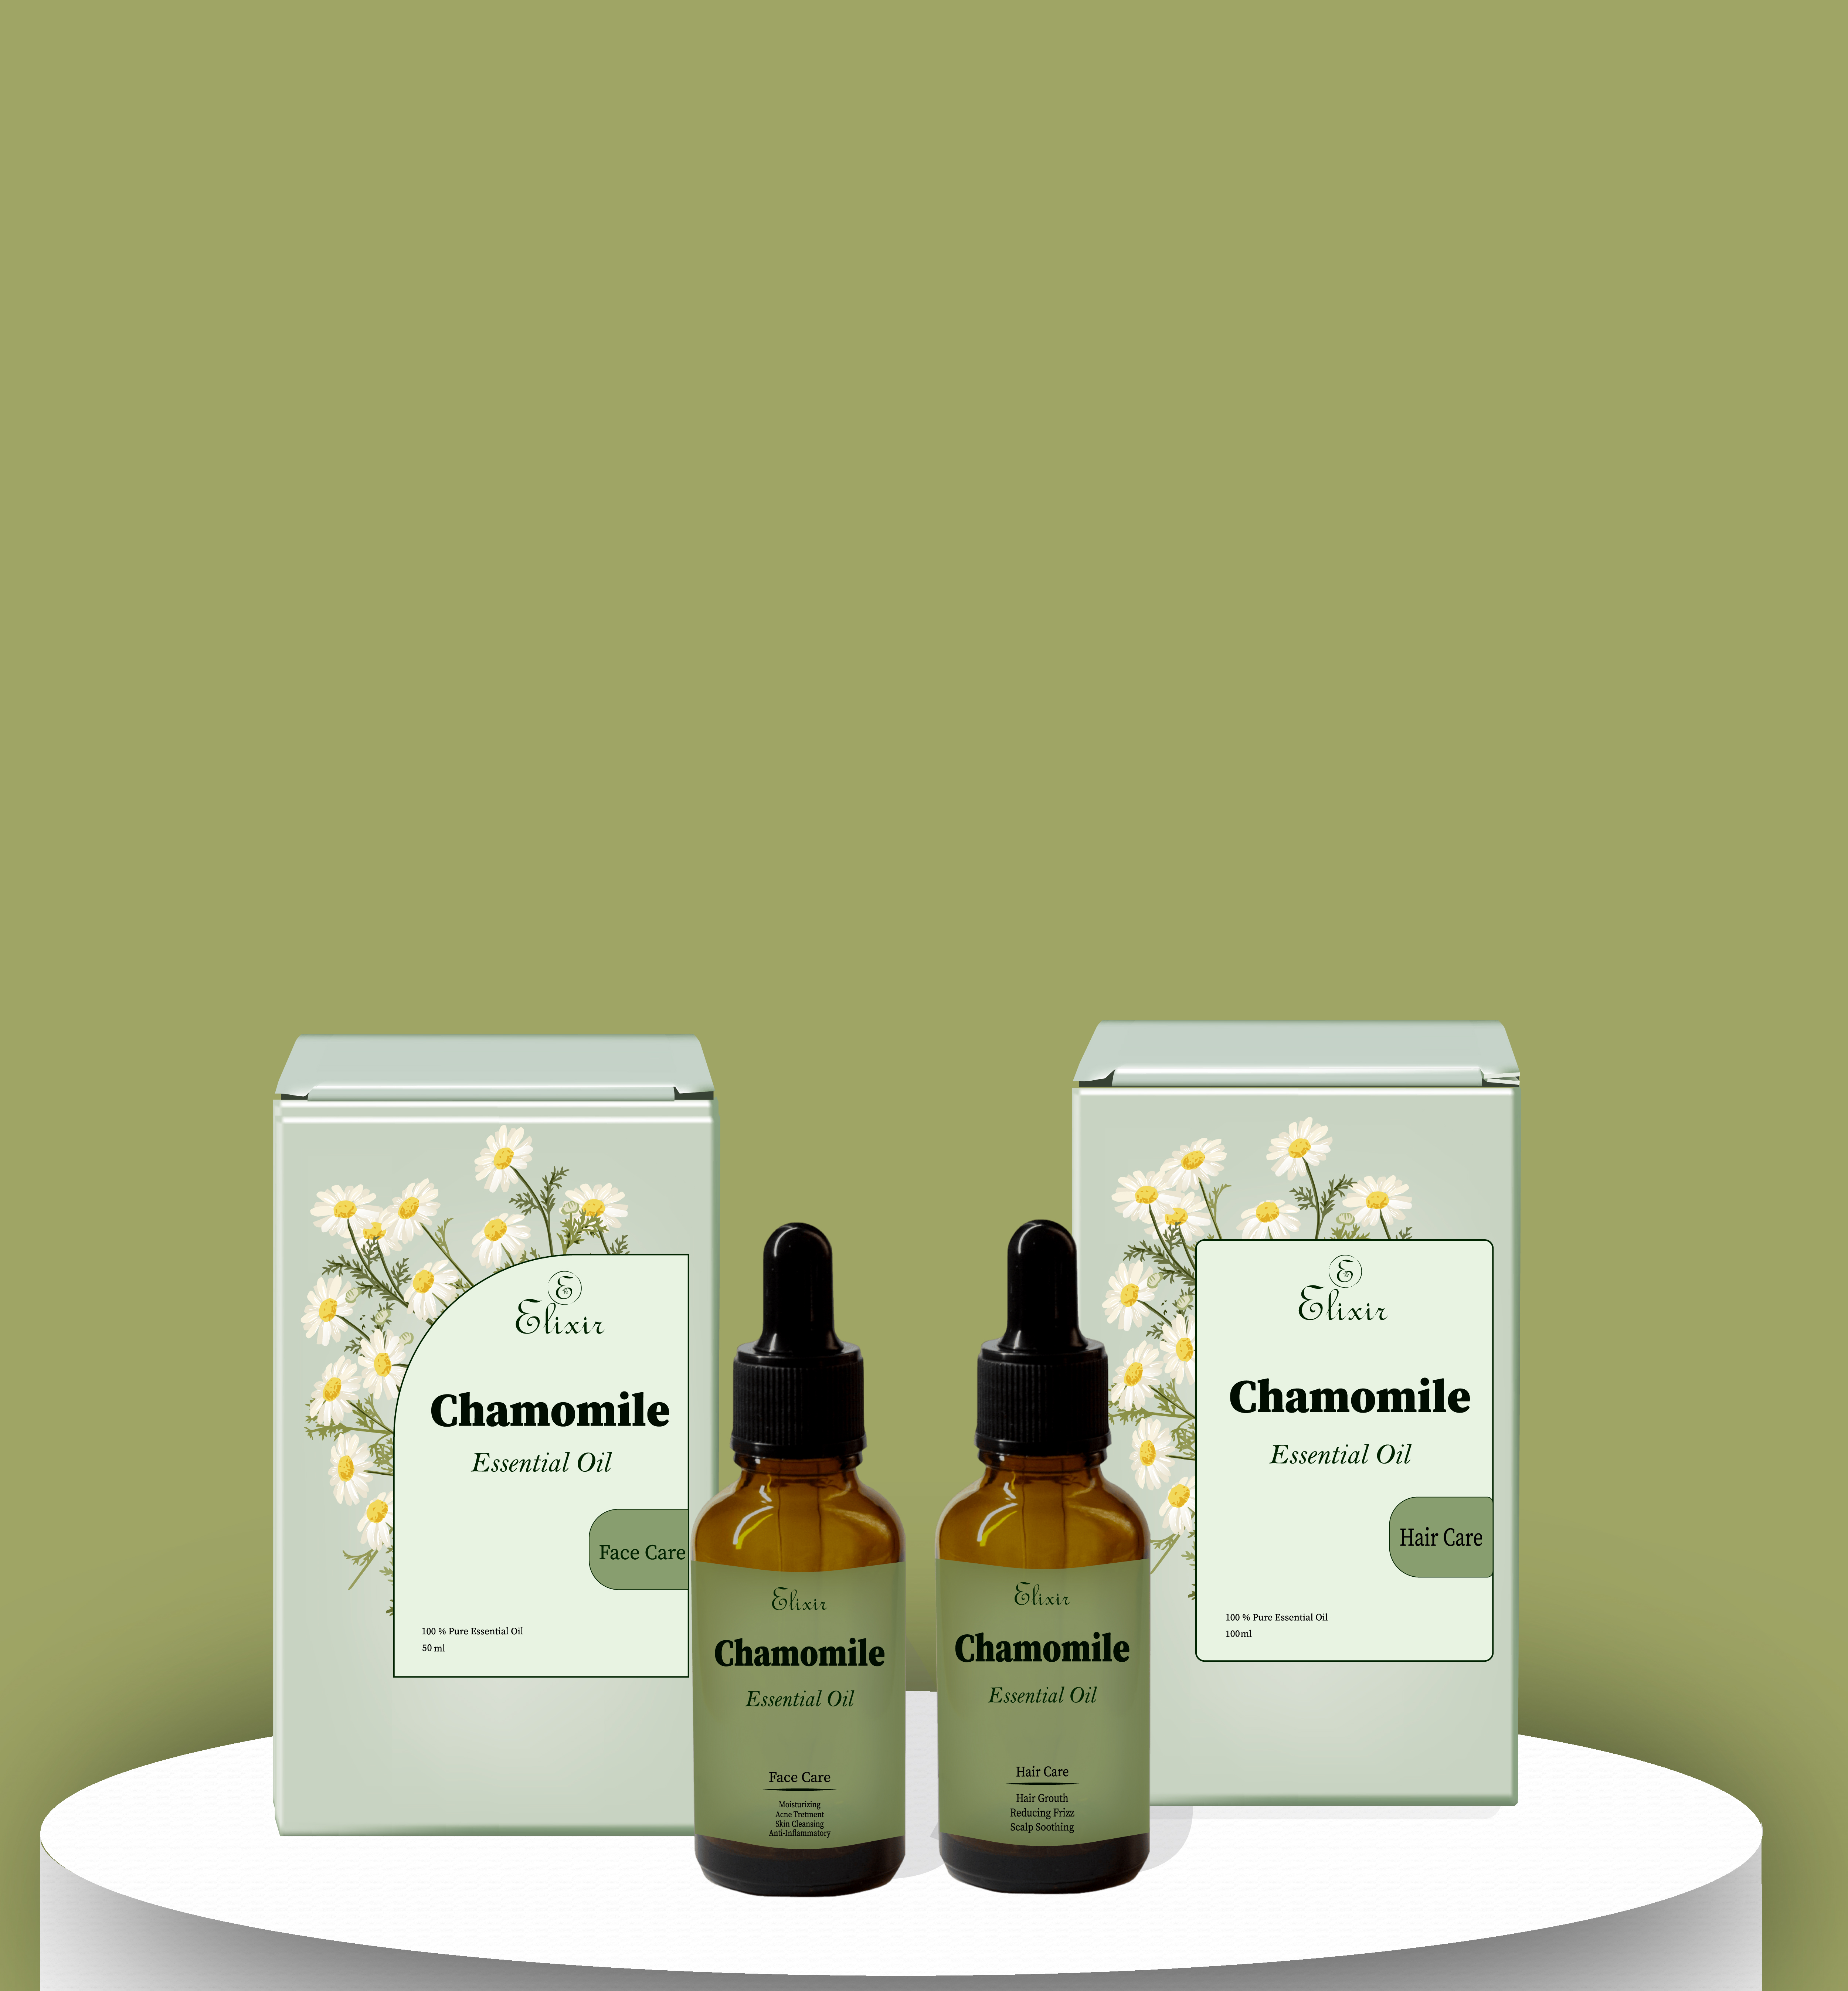 Elixir
Chamomile
Essential Oil
Face Care
100 % Pure Essential Oil
50 ml
Elixir
Chamomile
Essential Oil
Face Care
Moisturizing
Acne Tretment
Skin Cleansing
Anti-Inflammatory
Elixir
Chamomile
Essential Oil
Hair Care
Hair Grouth
Reducing Frizz
Scalp Soothing
E
Elixir
Chamomile
Essential Oil
Hair Care
100 % Pure Essential Oil
100ml